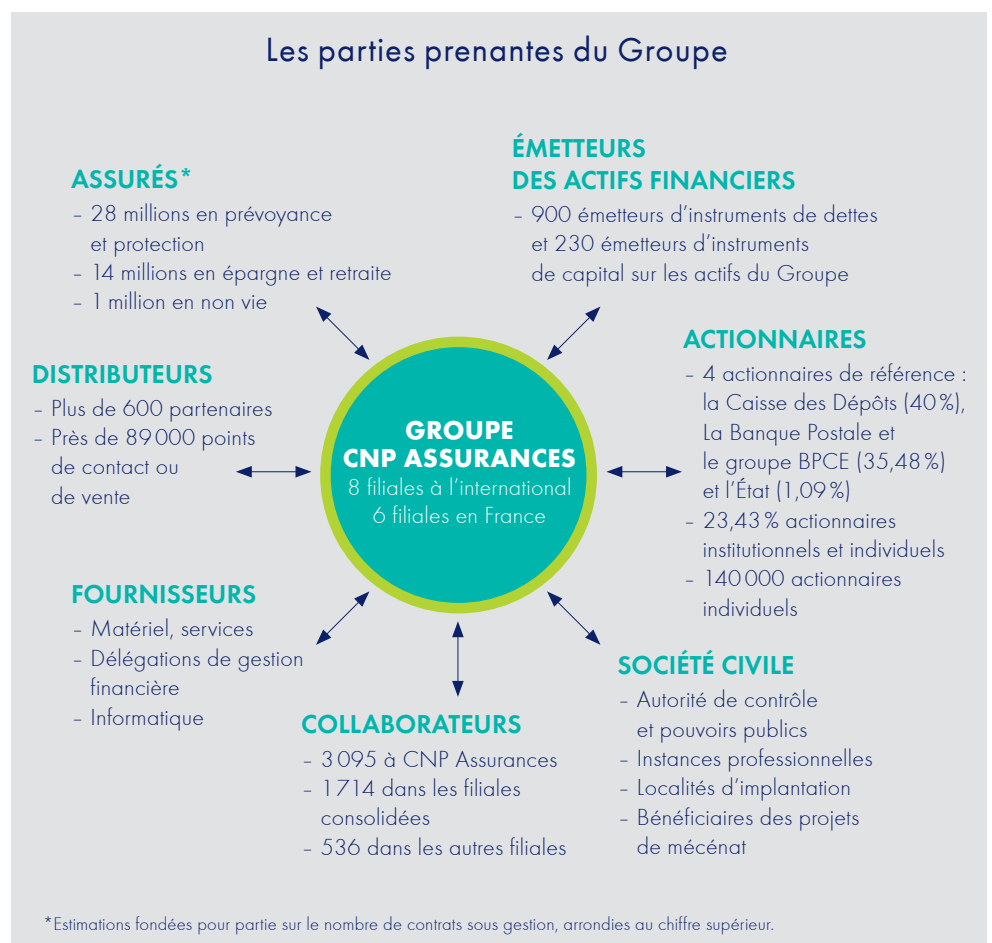 Les parties prenantes du Groupe
ASSURÉS*
– 28 millions en prévoyance
et protection
– 14 millions en épargne et retraite
– 1 million en non vie
ÉMETTEURS
DES ACTIFS FINANCIERS
– 900 émetteurs d’instruments de dettes
et 230 émetteurs d’instruments
de capital sur les actifs du Groupe
DISTRIBUTEURS
– Plus de 600 partenaires
– Près de 89 000 points
de contact ou
de vente
GROUPE
CNP ASSURANCES
8 filiales à l’international
6 filiales en France
ACTIONNAIRES
– 4 actionnaires de référence :
la Caisse des Dépôts (40 %),
La Banque Postale et
le groupe BPCE (35,48 %)
et l’État (1,09 %)
– 23,43 % actionnaires
institutionnels et individuels
– 140 000 actionnaires
individuels
FOURNISSEURS
– Matériel, services
– Délégations de gestion
financière
– Informatique
COLLABORATEURS
– 3 095 à CNP Assurances
– 1 714 dans les filiales
consolidées
– 536 dans les autres filiales
SOCIÉTÉ CIVILE
– Autorité de contrôle
et pouvoirs publics
– Instances professionnelles
– Localités d’implantation
– Bénéficiaires des projets
de mécénat
*Estimations fondées pour partie sur le nombre de contrats sous gestion, arrondies au chiffre supérieur.